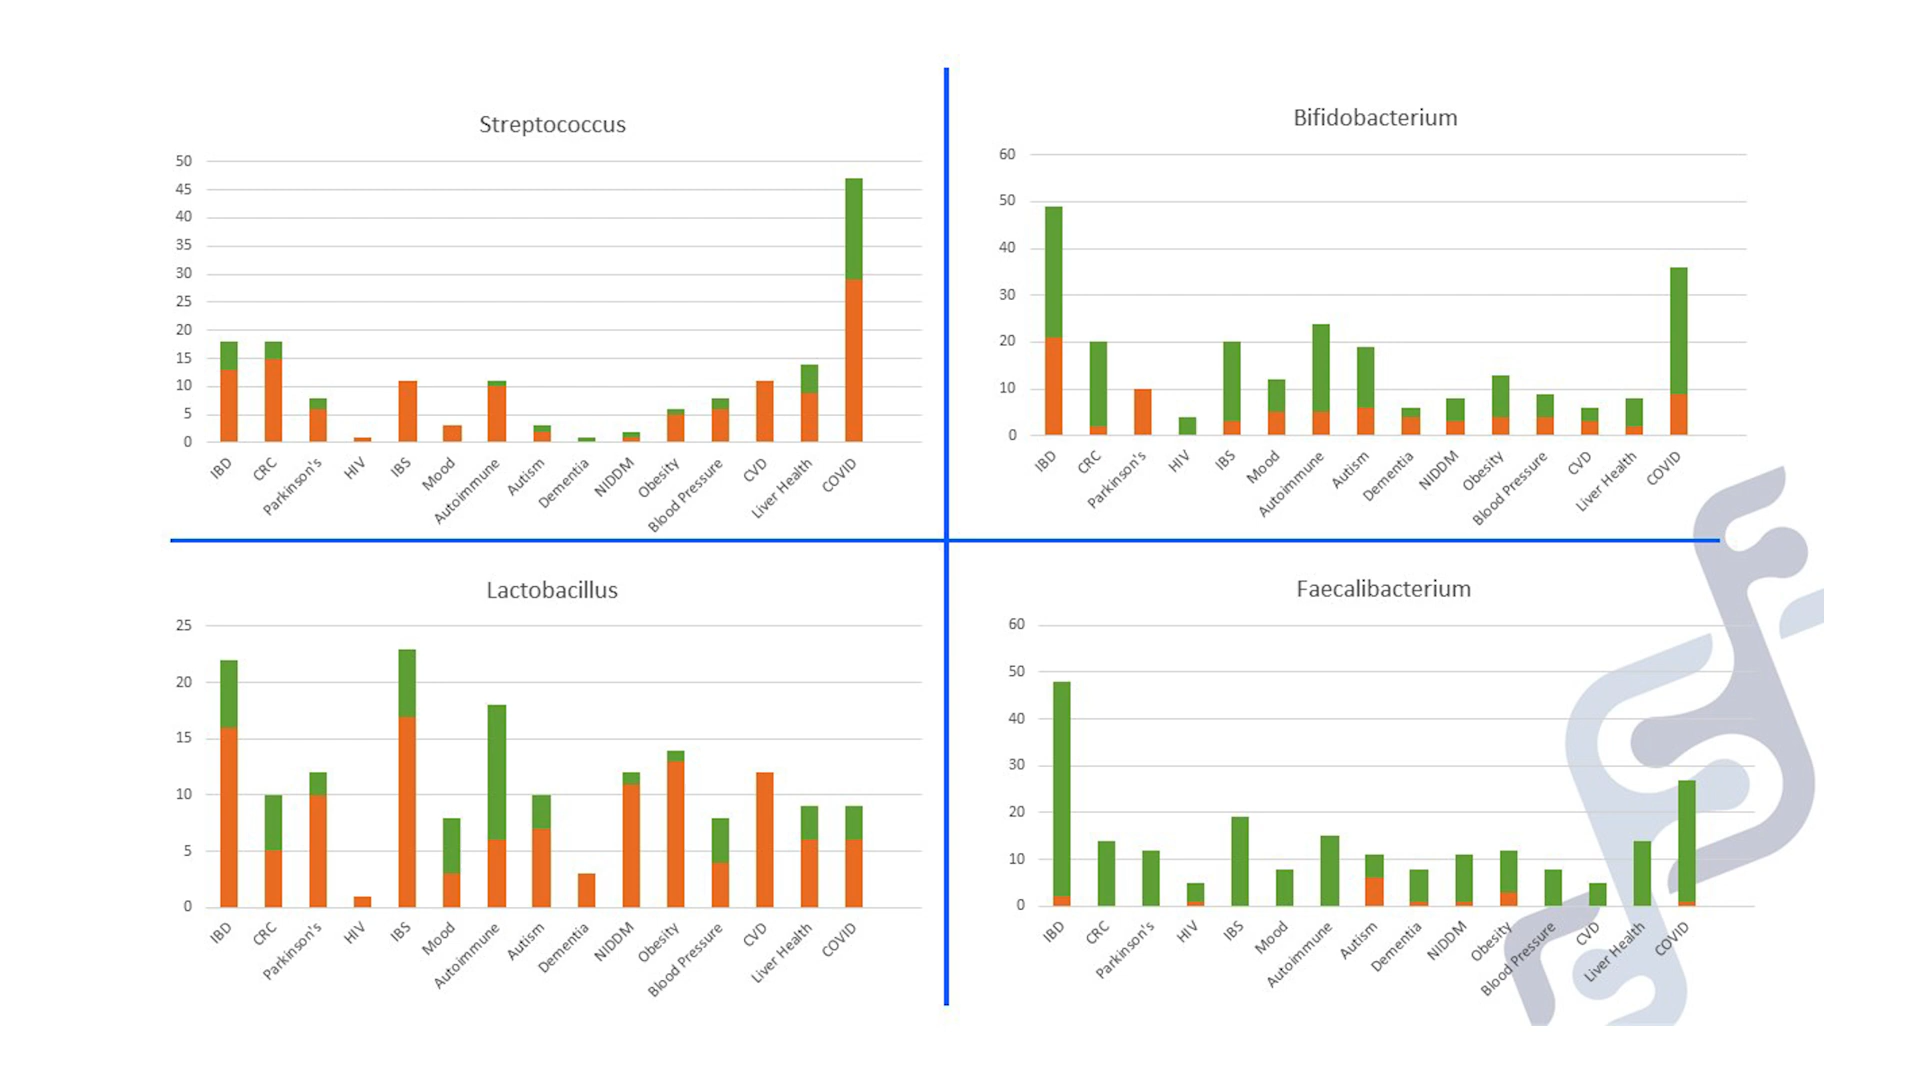 Streptococcus
50
45
40
35
30
25
20
15
10
5
0
IBD
CRC
Parkinson's
HIV
IBS
Mood
Autoimmune
Autism
Dementia
NIDDM
Obesity
Blood Pressure
CVD
Liver Health
COVID
Bifidobacterium
60
50
40
30
20
10
0
IBD
CRC
Parkinson's
HIV
IBS
Mood
Autoimmune
Autism
Dementia
NIDDM
Obesity
Blood Pressure
CVD
Liver Health
COVID
Lactobacillus
25
20
15
10
5
0
IBD
CRC
Parkinson's
HIV
IBS
Mood
Autoimmune
Autism
Dementia
NIDDM
Obesity
Blood Pressure
CVD
Liver Health
COVID
Faecalibacterium
60
50
40
30
20
10
0
IBD
CRC
Parkinson's
HIV
IBS
Mood
Autoimmune
Autism
Dementia
NIDDM
Obesity
Blood Pressure
CVD
Liver Health
COVID